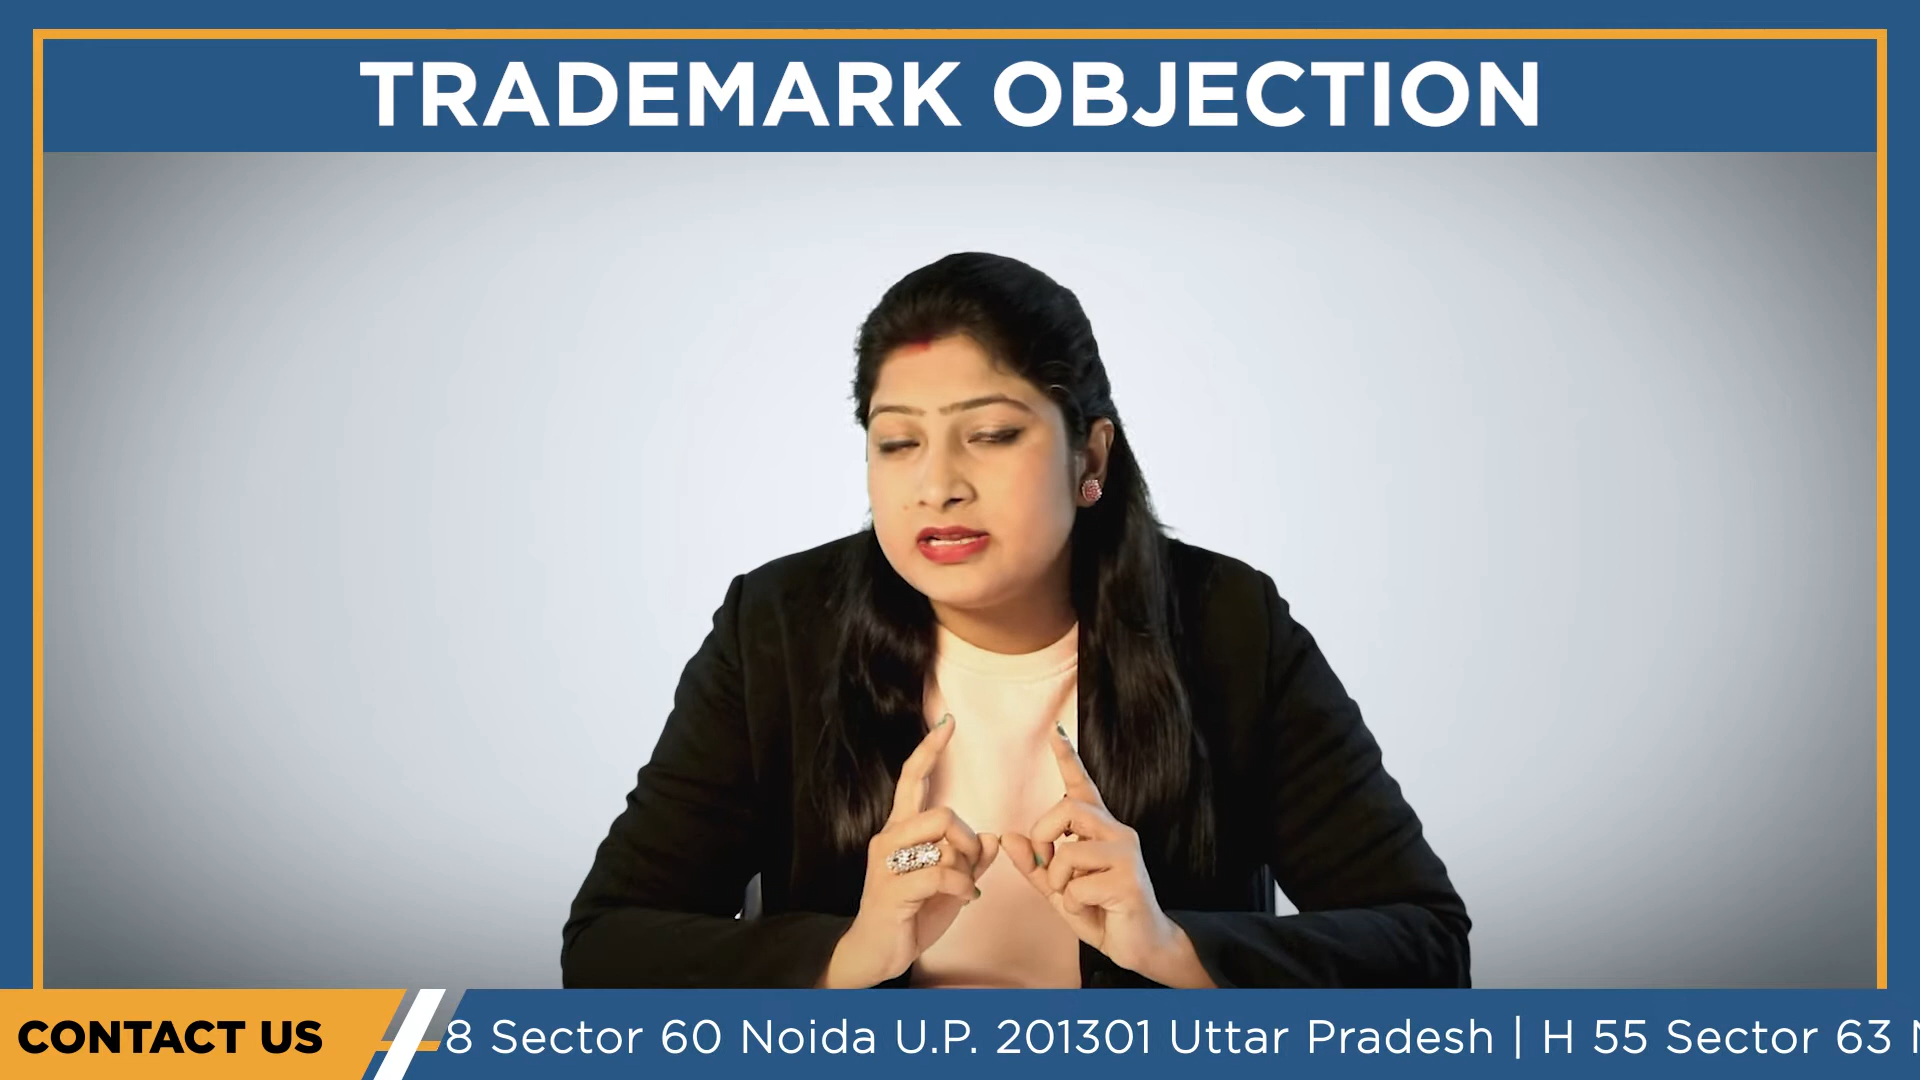 TRADEMARK OBJECTION
CONTACT US
8 Sector 60 Noida U.P. 201301 Uttar Pradesh | H 55 Sector 63